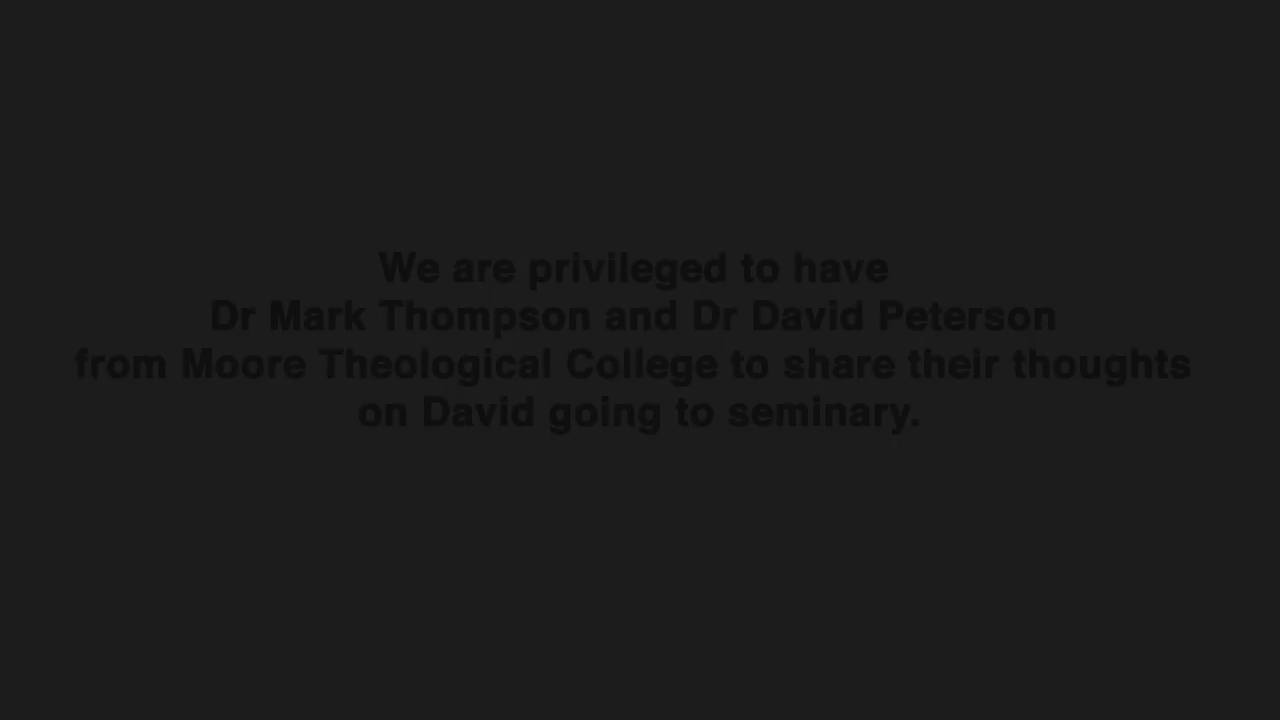 We are privileged to have
Dr Mark Thompson and Dr David Peterson
from Moore Theological College to share their thoughts
on David going to seminary.